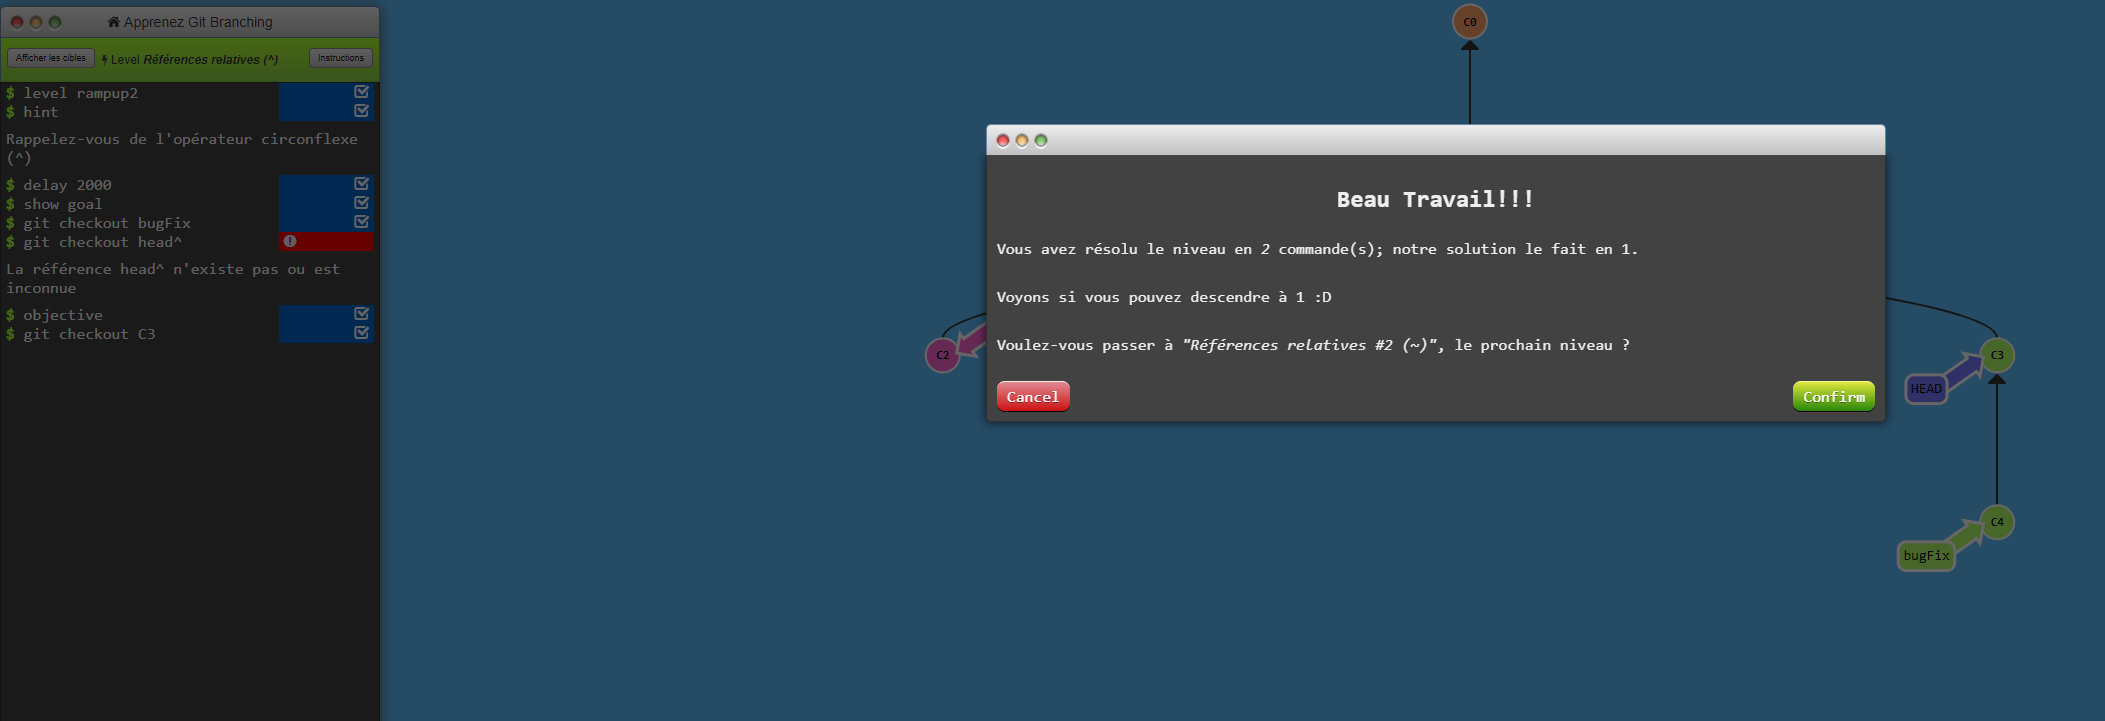 Apprenez Git Branching
Afficher les cibles
Level Références relatives (^)
Instructions
$ level rampup2
$ hint
Rappelez-vous de l'opérateur circonflexe
(^)
$ delay 2000
$ show goal
$ git checkout bugFix
$ git checkout head^
La référence head^ n'existe pas ou est
inconnue
$ objective
$ git checkout C3
C0
Beau Travail!!!
Vous avez résolu le niveau en 2 commande(s); notre solution le fait en 1.
Voyons si vous pouvez descendre à 1 :D
Voulez-vous passer à "Références relatives #2 (~)", le prochain niveau ?
Cancel
Confirm
C2
C3
HEAD
C4
bugFix